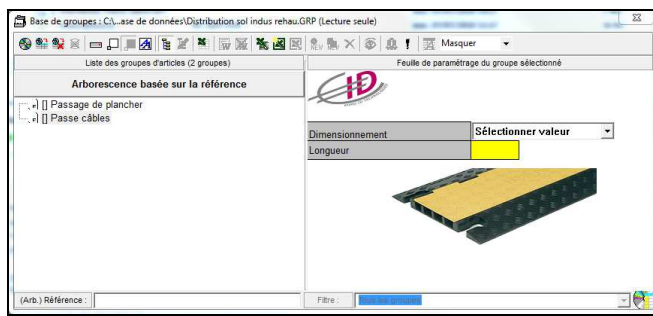 Base de groupes : C:\...ase de données\Distribution sol indus rehau.GRP (Lecture seule)
Masquer
Liste des groupes d'articles (2 groupes)
Feuille de paramétrage du groupe sélectionné
Arborescence basée sur la référence
[] Passage de plancher
[] Passe câbles
ID
Dimensionnement
Sélectionner valeur
Longueur
(Arb.) Référence :
Filtre :
Tous les groupes